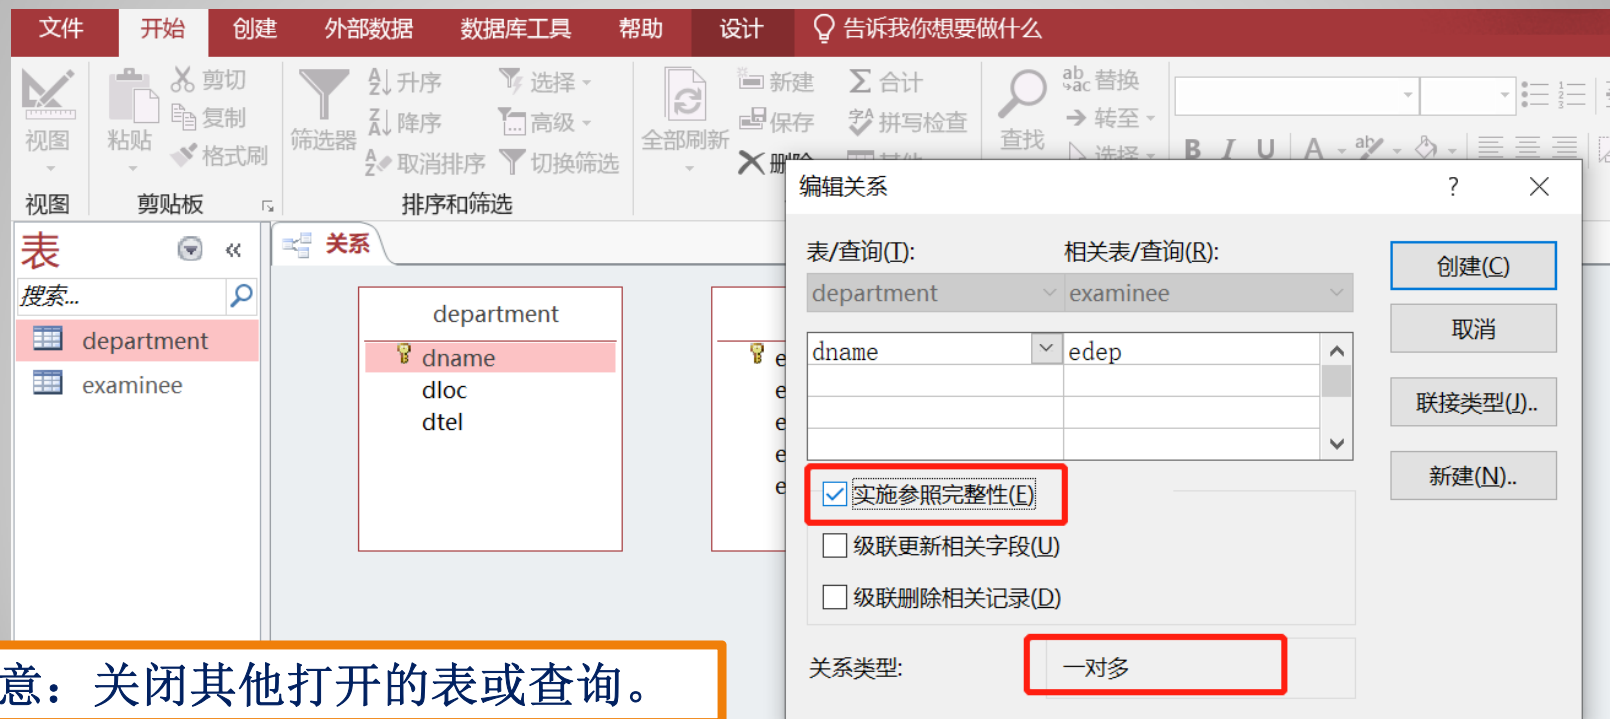 文件 开始 创建 外部数据 数据库工具 帮助 设计 告诉我你想要做什么
剪切 升序 选择 新建 合计 替换
复制 降序 高级 保存 拼写检查 转至
视图 粘贴 格式刷 筛选器 取消排序 切换筛选 全部刷新 查找 B I U A
视图 剪贴板 排序和筛选
表
搜索...
department
examinee
关系
department
dname
dloc
dtel
编辑关系
表/查询(T): 相关表/查询(R):
department examinee
dname edep
实施参照完整性(E)
级联更新相关字段(U)
级联删除相关记录(D)
关系类型: 一对多
创建(C)
取消
联接类型(J)..
新建(N)..
意：关闭其他打开的表或查询。